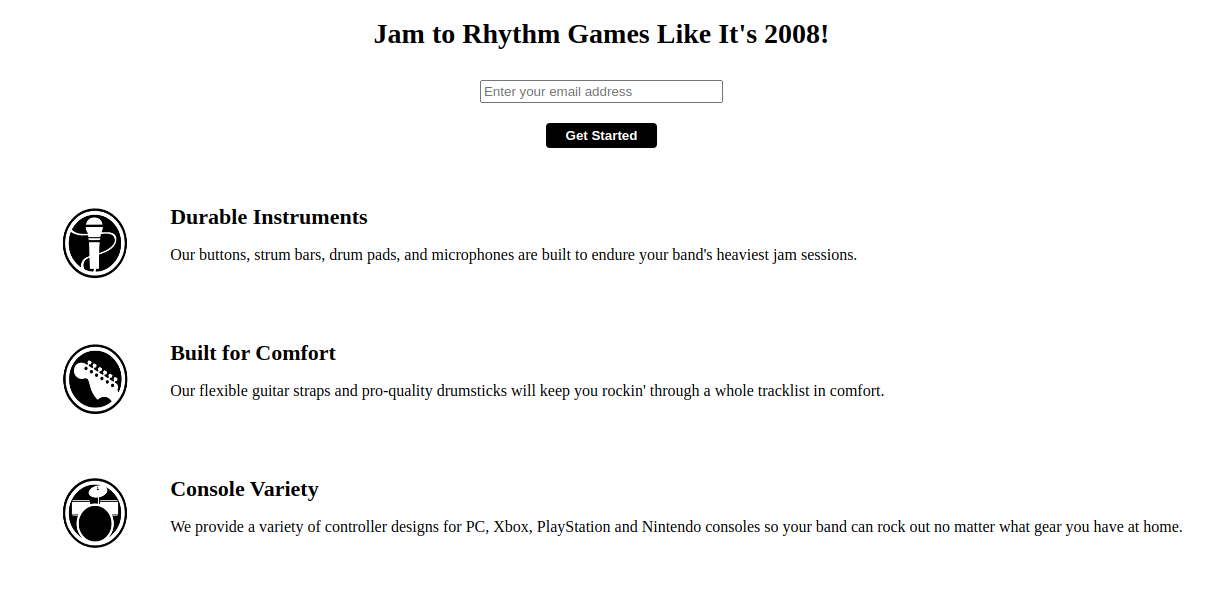 Jam to Rhythm Games Like It's 2008!
Enter your email address
Get Started
Durable Instruments
Our buttons, strum bars, drum pads, and microphones are built to endure your band's heaviest jam sessions.
Built for Comfort
Our flexible guitar straps and pro-quality drumsticks will keep you rockin' through a whole tracklist in comfort.
Console Variety
We provide a variety of controller designs for PC, Xbox, PlayStation and Nintendo consoles so your band can rock out no matter what gear you have at home.